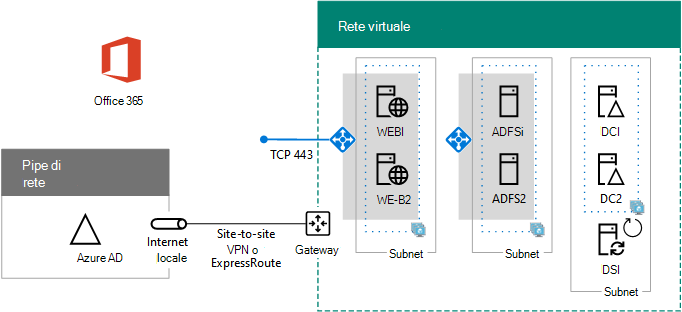 Rete virtuale
Office 365
TCP 443
WEBI
WE-B2
Subnet
ADFSi
ADFS2
Subnet
DCI
DC2
DSI
Subnet
Pipe di
rete
Azure AD
Internet
locale
Site-to-site
VPN o
ExpressRoute
Gateway